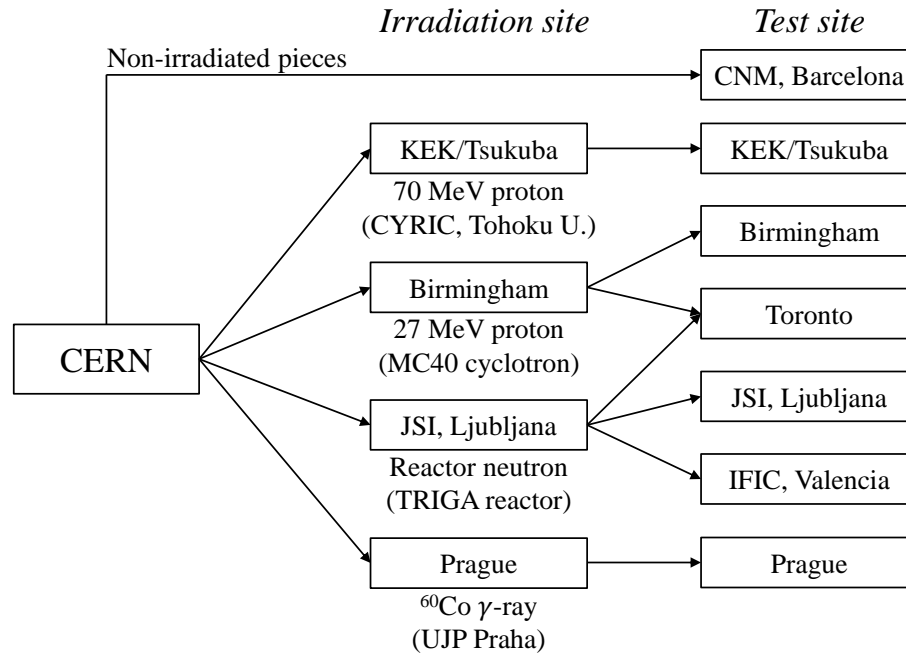 Irradiation site
Test site
Non-irradiated pieces
CNM, Barcelona
KEK/Tsukuba
KEK/Tsukuba
70 MeV proton
(CYRIC, Tohoku U.)
Birmingham
Birmingham
27 MeV proton
(MC40 cyclotron)
Toronto
CERN
JSI, Ljubljana
JSI, Ljubljana
Reactor neutron
(TRIGA reactor)
IFIC, Valencia
Prague
Prague
⁶⁰Co γ-ray
(UJP Praha)